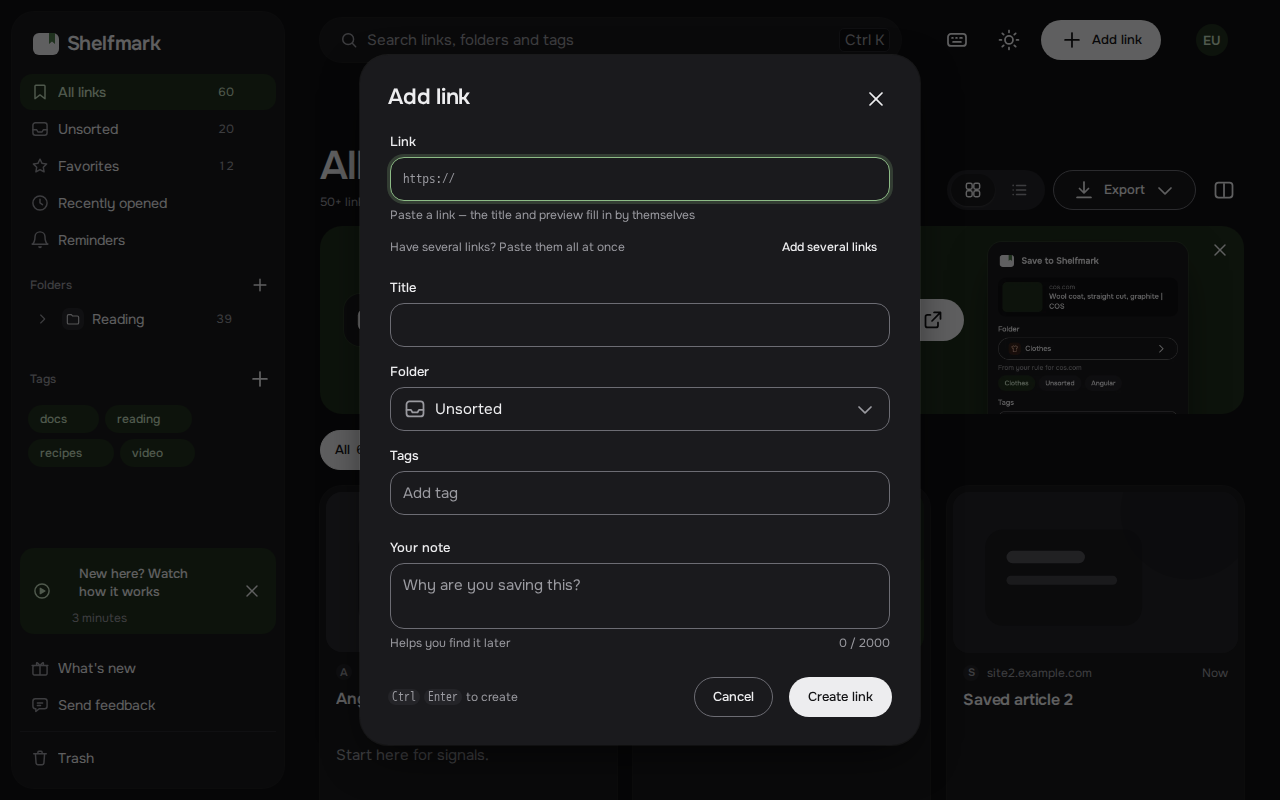 Shelfmark
Search links, folders and tags
Ctrl K
Add link
EU
All links 60
Unsorted 20
Favorites 12
Recently opened
Reminders
Folders
Reading 39
Tags
docs
reading
recipes
video
New here? Watch
how it works
3 minutes
What's new
Send feedback
Trash
All
50+
Export
Save to Shelfmark
cos.com
Wool coat, straight cut, graphite |
COS
Folder
Clothes
From your rule for cos.com
Clothes
Unsorted
Angular
Tags
All
Add link
Link
https://
Paste a link — the title and preview fill in by themselves
Have several links? Paste them all at once
Add several links
Title
Folder
Unsorted
Tags
Add tag
Your note
Why are you saving this?
Helps you find it later
0 / 2000
Ctrl Enter to create
Cancel
Create link
A
Start here for signals.
S site2.example.com
Now
Saved article 2